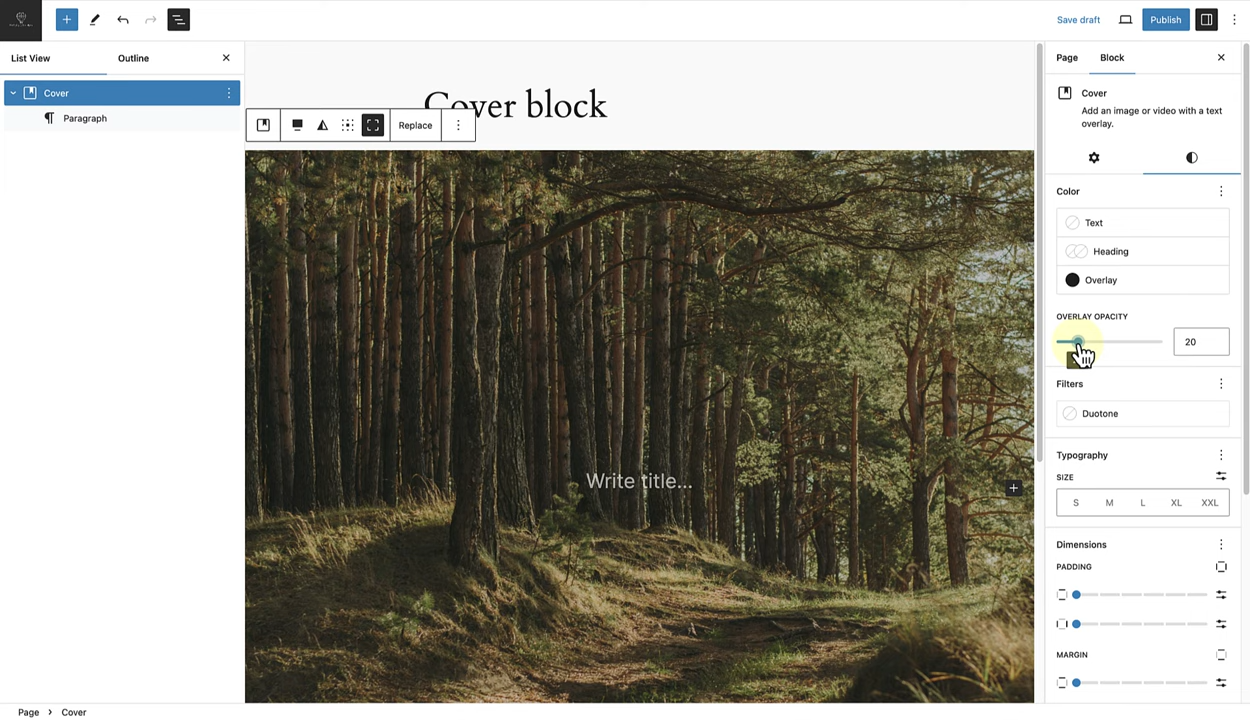 Save draft
Publish
List View
Outline
Cover
Paragraph
Cover block
Replace
Write title...
Page
Block
Cover
Add an image or video with a text
overlay.
Color
Text
Heading
Overlay
OVERLAY OPACITY
20
Filters
Duotone
Typography
SIZE
S M L XL XXL
Dimensions
PADDING
MARGIN
Page > Cover